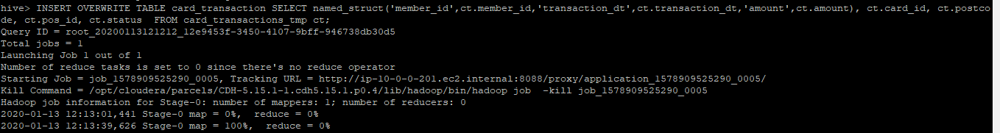 hive> INSERT OVERWRITE TABLE card_transaction SELECT named_struct('member_id',ct.member_id,'transaction_dt',ct.transaction_dt,'amount',ct.amount), ct.card_id, ct.postco
de, ct.pos_id, ct.status  FROM card_transactions_tmp ct;
Query ID = root_20200113121212_12e9453f-3450-4107-9bff-946738db30d5
Total jobs = 1
Launching Job 1 out of 1
Number of reduce tasks is set to 0 since there's no reduce operator
Starting Job = job_1578909525290_0005, Tracking URL = http://ip-10-0-0-201.ec2.internal:8088/proxy/application_1578909525290_0005/
Kill Command = /opt/cloudera/parcels/CDH-5.15.1-1.cdh5.15.1.p0.4/lib/hadoop/bin/hadoop job  -kill job_1578909525290_0005
Hadoop job information for Stage-0: number of mappers: 1; number of reducers: 0
2020-01-13 12:13:01,441 Stage-0 map = 0%,  reduce = 0%
2020-01-13 12:13:39,626 Stage-0 map = 100%,  reduce = 0%